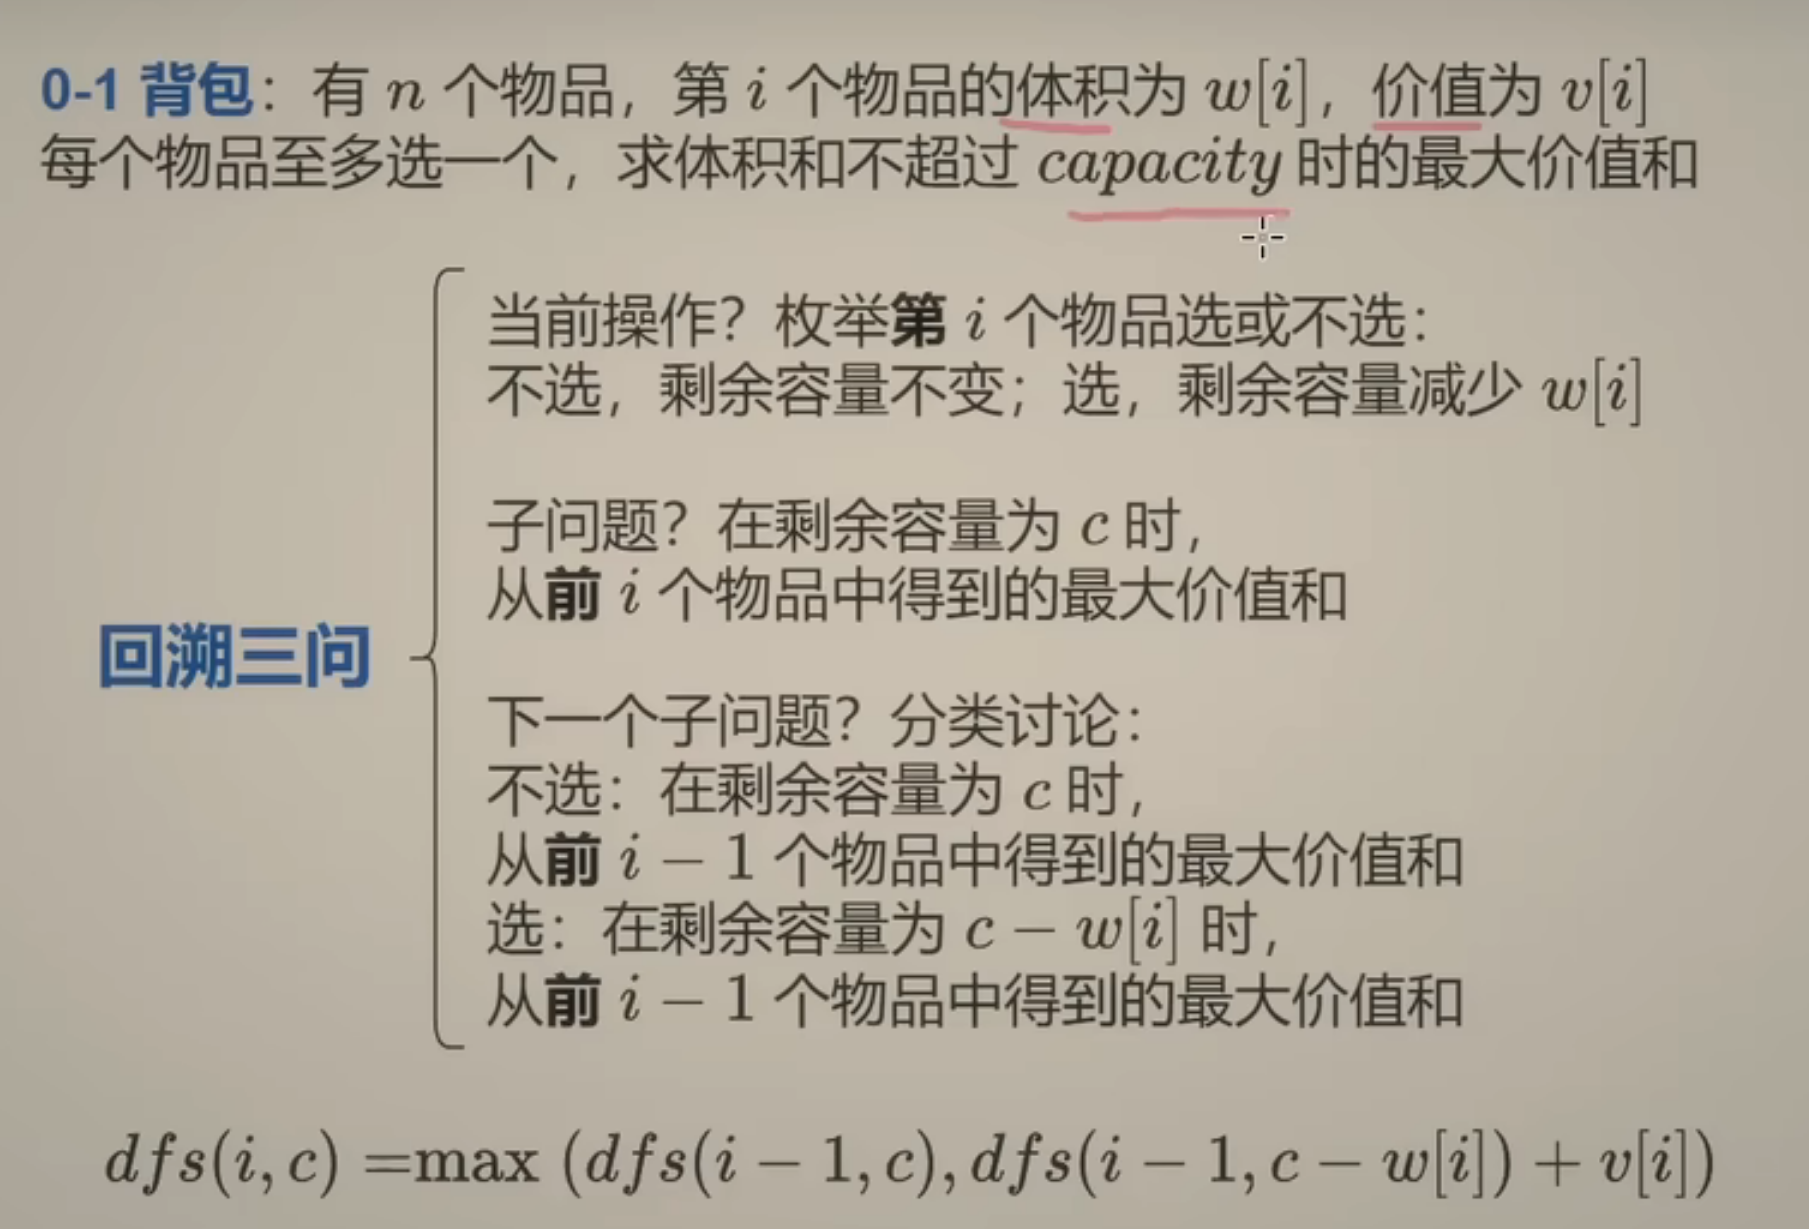 0-1 背包：有 n 个物品，第 i 个物品的体积为 w[i]，价值为 v[i]
每个物品至多选一个，求体积和不超过 capacity 时的最大价值和
当前操作？枚举第 i 个物品选或不选：
不选，剩余容量不变；选，剩余容量减少 w[i]
子问题？在剩余容量为 c 时，
从前 i 个物品中得到的最大价值和
回溯三问
下一个子问题？分类讨论：
不选：在剩余容量为 c 时，
从前 i − 1 个物品中得到的最大价值和
选：在剩余容量为 c − w[i] 时，
从前 i − 1 个物品中得到的最大价值和
dfs(i, c) =max (dfs(i − 1, c), dfs(i − 1, c − w[i]) + v[i])